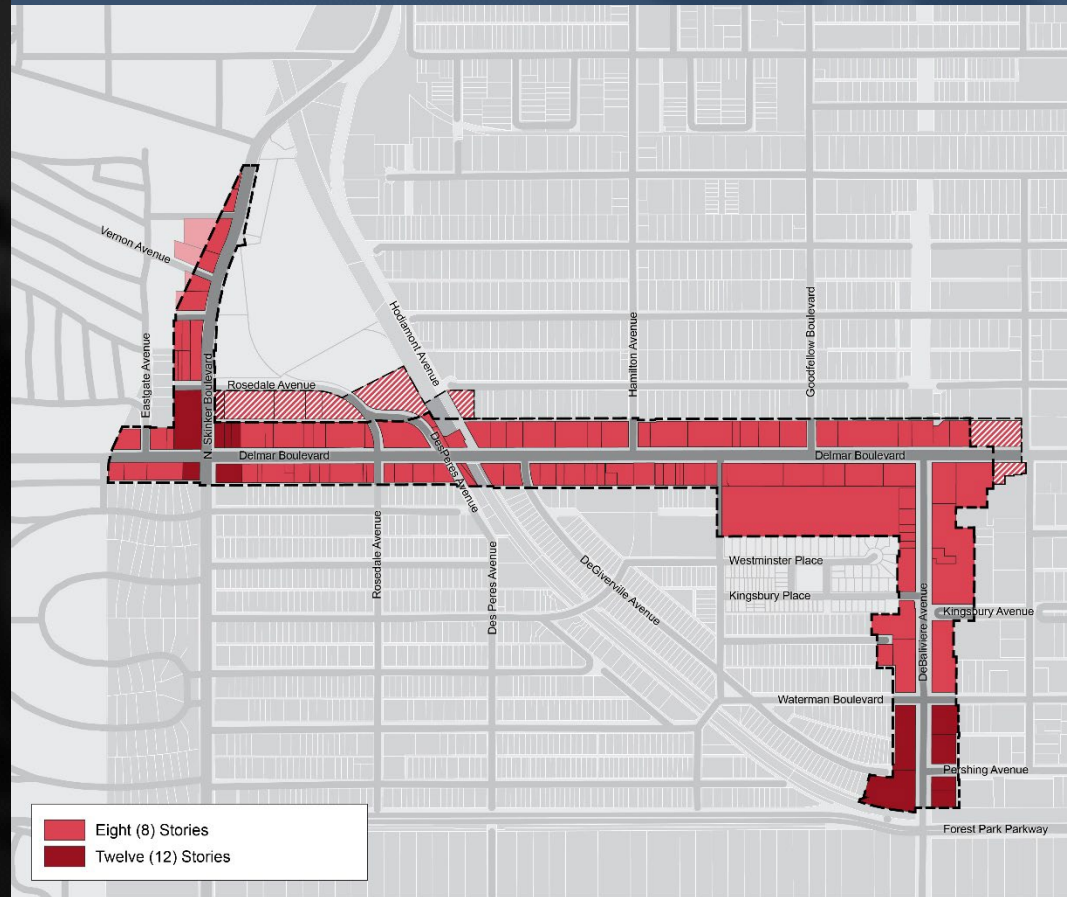 Vernon Avenue
Hodiamont Avenue
Hamilton Avenue
Goodfellow Boulevard
Eastgate Avenue
N. Skinker Boulevard
Rosedale Avenue
Delmar Boulevard
DesPeres Avenue
Delmar Boulevard
Rosedale Avenue
Des Peres Avenue
DeGiverville Avenue
Westminster Place
Kingsbury Place
Kingsbury Avenue
DeBaliviere Avenue
Waterman Boulevard
Pershing Avenue
Forest Park Parkway
Eight (8) Stories
Twelve (12) Stories